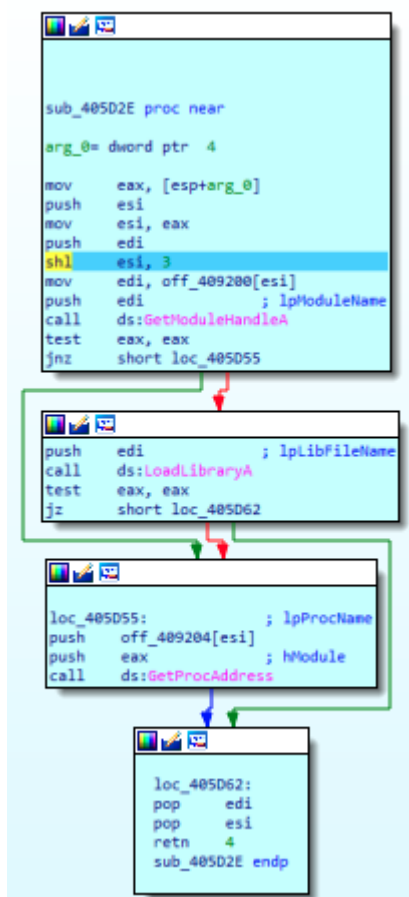 sub_405D2E proc near
arg_0= dword ptr  4
mov     eax, [esp+arg_0]
push    esi
mov     esi, eax
push    edi
shl     esi, 3
mov     edi, off_409200[esi]
push    edi             ; lpModuleName
call    ds:GetModuleHandleA
test    eax, eax
jnz     short loc_405D55
push    edi             ; lpLibFileName
call    ds:LoadLibraryA
test    eax, eax
jz      short loc_405D62
loc_405D55:             ; lpProcName
push    off_409204[esi]
push    eax             ; hModule
call    ds:GetProcAddress
loc_405D62:
pop     edi
pop     esi
retn    4
sub_405D2E endp